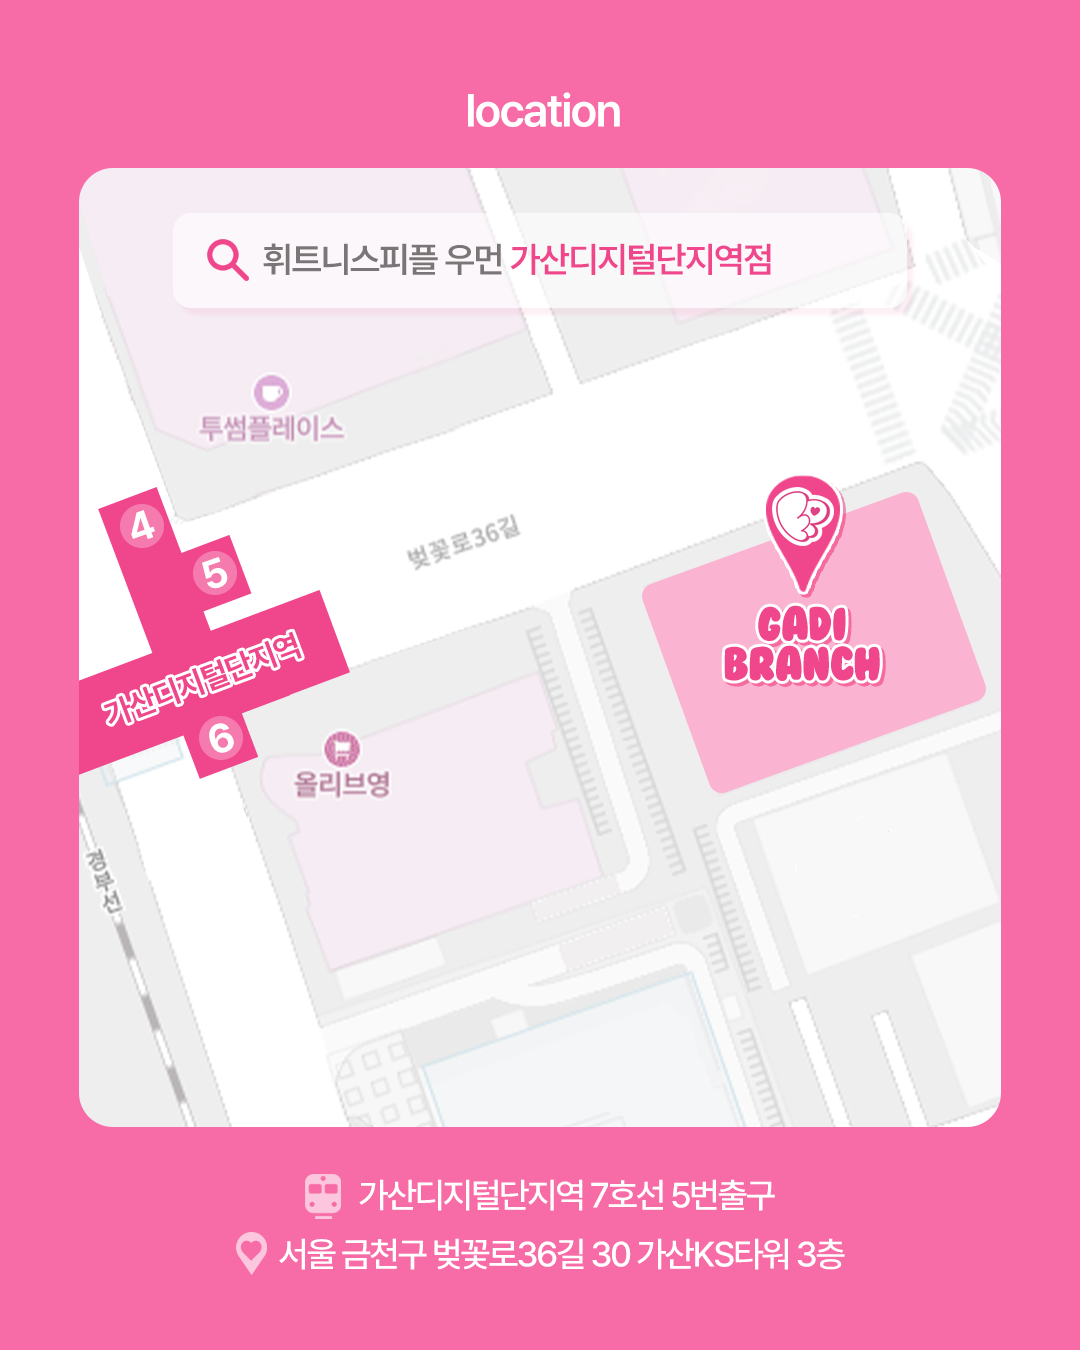 location
휘트니스피플 우먼 가산디지털단지역점
투썸플레이스
4
5
벚꽃로36길
GADI
BRANCH
가산디지털단지역
6
올리브영
경부선
가산디지털단지역 7호선 5번출구
서울 금천구 벚꽃로36길 30 가산KS타워 3층